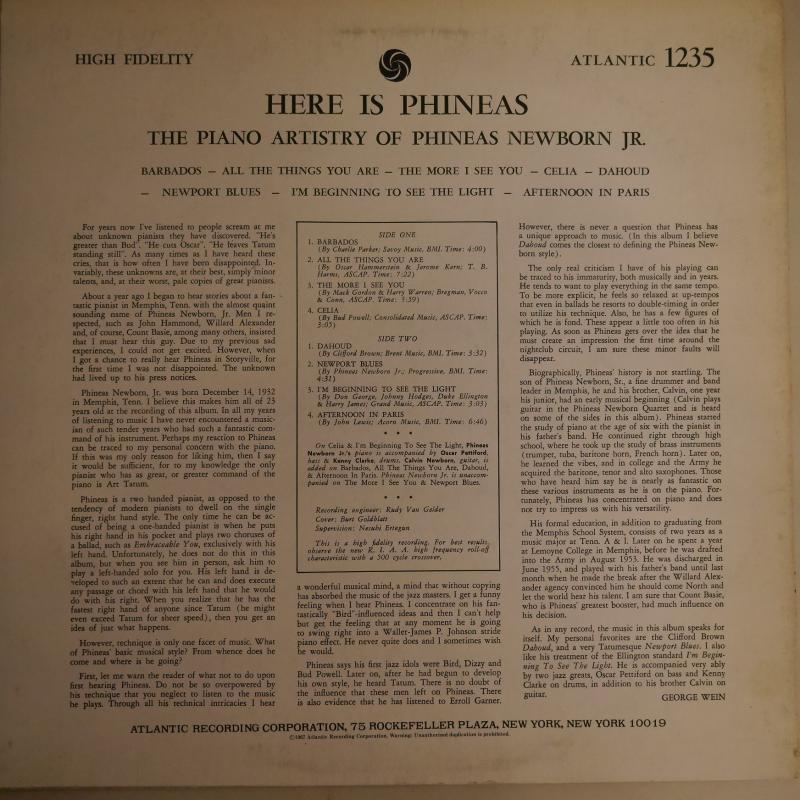 HIGH FIDELITY
ATLANTIC 1235
HERE IS PHINEAS
THE PIANO ARTISTRY OF PHINEAS NEWBORN JR.
BARBADOS – ALL THE THINGS YOU ARE – THE MORE I SEE YOU – CELIA – DAHOUD
– NEWPORT BLUES – I'M BEGINNING TO SEE THE LIGHT – AFTERNOON IN PARIS
For years now I've listened to people scream at me
about unknown pianists they have discovered. "He's
greater than Bud". "He cuts Oscar". "He leaves Tatum
standing still". As many times as I have heard these
cries, that is how often I have been disappointed. In-
variably, these unknowns are, at their best, simply minor
talents, and, at their worst, pale copies of great pianists.
About a year ago I began to hear stories about a fan-
tastic pianist in Memphis, Tenn. with the almost quaint
sounding name of Phineas Newborn, Jr. Men I re-
spected, such as John Hammond, Willard Alexander
and, of course, Count Basie, among many others, insisted
that I must hear this guy. Due to my previous sad
experiences, I could not get excited. However, when
I got a chance to really hear Phineas in Storyville, for
the first time I was not disappointed. The unknown
had lived up to his press notices.
Phineas Newborn, Jr. was born December 14, 1932
in Memphis, Tenn. I believe this makes him all of 23
years old at the recording of this album. In all my years
of listening to music I have never encountered a music-
ian of such tender years who had such a fantastic com-
mand of his instrument. Perhaps my reaction to Phineas
can be traced to my personal concern with the piano.
If this was my only reason for liking him, then I say
it would be sufficient, for to my knowledge the only
pianist who has as great, or greater command of the
piano is Art Tatum.
Phineas is a two handed pianist, as opposed to the
tendency of modern pianists to dwell on the single
finger, right hand style. The only time he can be ac-
cused of being a one-handed pianist is when he puts
his right hand in his pocket and plays two choruses of
a ballad, such as Embraceable You, exclusively with his
left hand. Unfortunately, he does not do this in this
album, but when you see him in person, ask him to
play a left-handed solo for you. His left hand is de-
veloped to such an extent that he can and does execute
any passage or chord with his left hand that he would
do with his right. When you realize that he has the
fastest right hand of anyone since Tatum (he might
even exceed Tatum for sheer speed), then you get an
idea of just what happens.
However, technique is only one facet of music. What
of Phineas' basic musical style? From whence does he
come and where is he going?
First, let me warn the reader of what not to do upon
first hearing Phineas. Do not be so overpowered by
his technique that you neglect to listen to the music
he plays. Through all his technical intricacies I hear
SIDE ONE
1. BARBADOS
(By Charlie Parker; Savoy Music, BMI. Time: 4:00)
2. ALL THE THINGS YOU ARE
(By Oscar Hammerstein & Jerome Kern; T. B.
Harms, ASCAP. Time: 7:22)
3. THE MORE I SEE YOU
(By Mack Gordon & Harry Warren; Bregman, Vocco
& Conn, ASCAP. Time: 5:39)
4. CELIA
(By Bud Powell; Consolidated Music, ASCAP. Time:
3:05)
SIDE TWO
1. DAHOUD
(By Clifford Brown; Brent Music, BMI. Time: 3:32)
2. NEWPORT BLUES
(By Phineas Newborn Jr.; Progressive, BMI. Time:
4:31)
3. I'M BEGINNING TO SEE THE LIGHT
(By Don George, Johnny Hodges, Duke Ellington
& Harry James; Grand Music, ASCAP. Time: 3:03)
4. AFTERNOON IN PARIS
(By John Lewis; Acoro Music, BMI. Time: 6:46)
• • •
On Celia & I'm Beginning To See The Light, Phineas
Newborn Jr.'s piano is accompanied by Oscar Pettiford,
bass & Kenny Clarke, drums. Calvin Newborn, guitar, is
added on Barbados, All The Things You Are, Dahoud,
& Afternoon In Paris. Phineas Newborn Jr. is unaccom-
panied on The More I See You & Newport Blues.
• • •
Recording engineer: Rudy Van Gelder
Cover: Burt Goldblatt
Supervision: Nesuhi Ertegun
This is a high fidelity recording. For best results,
observe the new R. I. A. A. high frequency roll-off
characteristic with a 500 cycle crossover.
a wonderful musical mind, a mind that without copying
has absorbed the music of the jazz masters. I get a funny
feeling when I hear Phineas. I concentrate on his fan-
tastically "Bird"-influenced ideas and then I can't help
but get the feeling that at any moment he is going
to swing right into a Waller-James P. Johnson stride
piano effect. He never quite does and I sometimes wish
he would.
Phineas says his first jazz idols were Bird, Dizzy and
Bud Powell. Later on, after he had begun to develop
his own style, he heard Tatum. There is no doubt of
the influence that these men left on Phineas. There
is also evidence that he has listened to Erroll Garner.
However, there is never a question that Phineas has
a unique approach to music. (In this album I believe
Dahoud comes the closest to defining the Phineas New-
born style).
The only real criticism I have of his playing can
be traced to his immaturity, both musically and in years.
He tends to want to play everything in the same tempo.
To be more explicit, he feels so relaxed at up-tempos
that even in ballads he resorts to double-timing in order
to utilize his technique. Also, he has a few figures of
which he is fond. These appear a little too often in his
playing. As soon as Phineas gets over the idea that he
must create an impression the first time around the
nightclub circuit, I am sure these minor faults will
disappear.
Biographically, Phineas' history is not startling. The
son of Phineas Newborn, Sr., a fine drummer and band
leader in Memphis, he and his brother, Calvin, one year
his junior, had an early musical beginning (Calvin plays
guitar in the Phineas Newborn Quartet and is heard
on some of the sides in this album). Phineas started
the study of piano at the age of six with the pianist in
his father's band. He continued right through high
school, where he took up the study of brass instruments
(trumpet, tuba, baritone horn, French horn). Later on,
he learned the vibes, and in college and the Army he
acquired the baritone, tenor and alto saxophones. Those
who have heard him say he is nearly as fantastic on
these various instruments as he is on the piano. For-
tunately, Phineas has concentrated on piano and does
not try to impress us with his versatility.
His formal education, in addition to graduating from
the Memphis School System, consists of two years as a
music major at Tenn. A & I. Later on he spent a year
at Lemoyne College in Memphis, before he was drafted
into the Army in August 1953. He was discharged in
June 1955, and played with his father's band until last
month when he made the break after the Willard Alex-
ander agency convinced him he should come North and
let the world hear his talent. I am sure that Count Basie,
who is Phineas' greatest booster, had much influence on
his decision.
As in any record, the music in this album speaks for
itself. My personal favorites are the Clifford Brown
Dahoud, and a very Tatumesque Newport Blues. I also
like his treatment of the Ellington standard I'm Begin-
ning To See The Light. He is accompanied very ably
by two jazz greats, Oscar Pettiford on bass and Kenny
Clarke on drums, in addition to his brother Calvin on
guitar.
GEORGE WEIN
ATLANTIC RECORDING CORPORATION, 75 ROCKEFELLER PLAZA, NEW YORK, NEW YORK 10019
Atlantic Recording Corporation, Warning: Unauthorized duplication is prohibited.